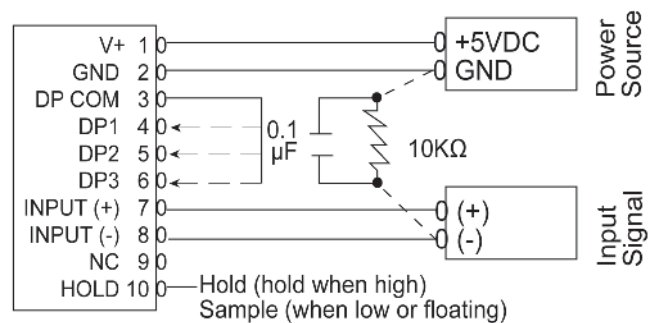 V+ 1
GND 2
DP COM 3
DP1 4
DP2 5
DP3 6
INPUT (+) 7
INPUT (-) 8
NC 9
HOLD 10
0.1
µF
10KΩ
+5VDC
GND
Power
Source
(+)
(-)
Input
Signal
Hold (hold when high)
Sample (when low or floating)